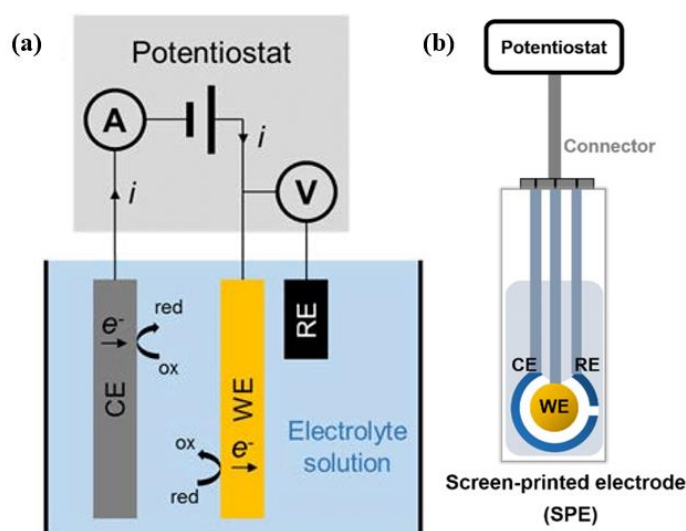 (a)
Potentiostat
A
i
i
V
e-
red
ox
CE
ox
red
e-
WE
RE
Electrolyte
solution
(b)
Potentiostat
Connector
CE
RE
WE
Screen-printed electrode
(SPE)